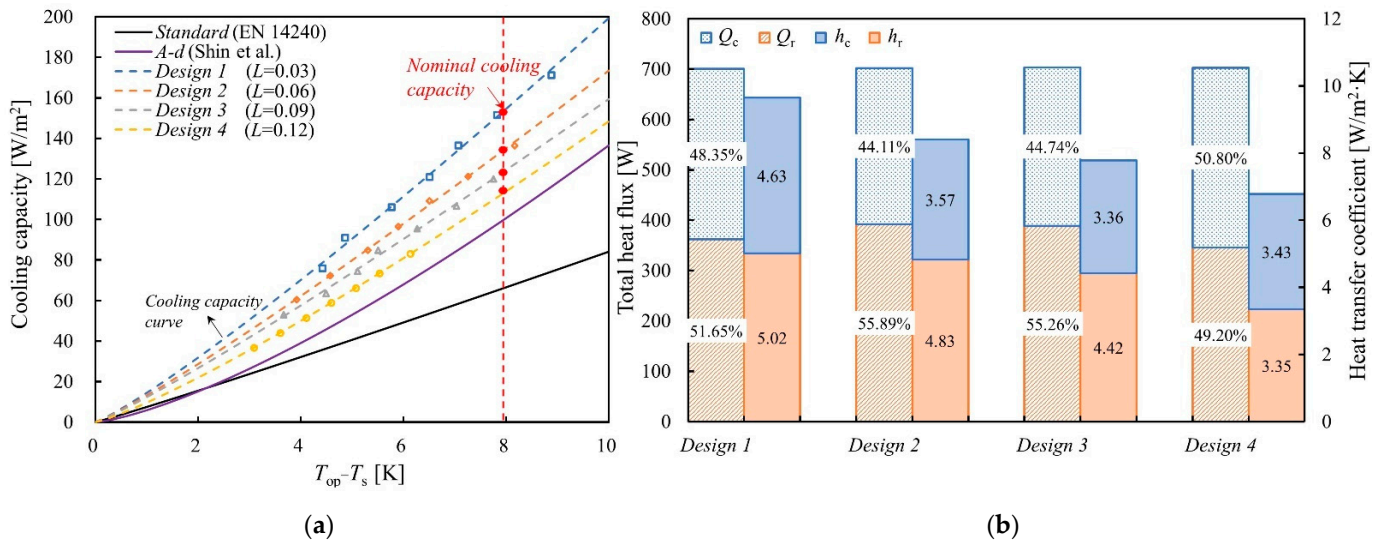 200
180
160
140
120
100
80
60
40
20
0
Cooling capacity [W/m²]
Standard (EN 14240)
A-d (Shin et al.)
Design 1 (L=0.03)
Design 2 (L=0.06)
Design 3 (L=0.09)
Design 4 (L=0.12)
Nominal cooling
capacity
Cooling capacity
curve
0 2 4 6 8 10
Top−Ts [K]
(a)
800
700
600
500
400
300
200
100
0
Total heat flux [W]
Qc Qr hc hr
48.35% 4.63 44.11% 3.57 44.74% 3.36 50.80% 3.43
51.65% 5.02 55.89% 4.83 55.26% 4.42 49.20% 3.35
Design 1 Design 2 Design 3 Design 4
12
10
8
6
4
2
0
Heat transfer coefficient [W/m²·K]
(b)